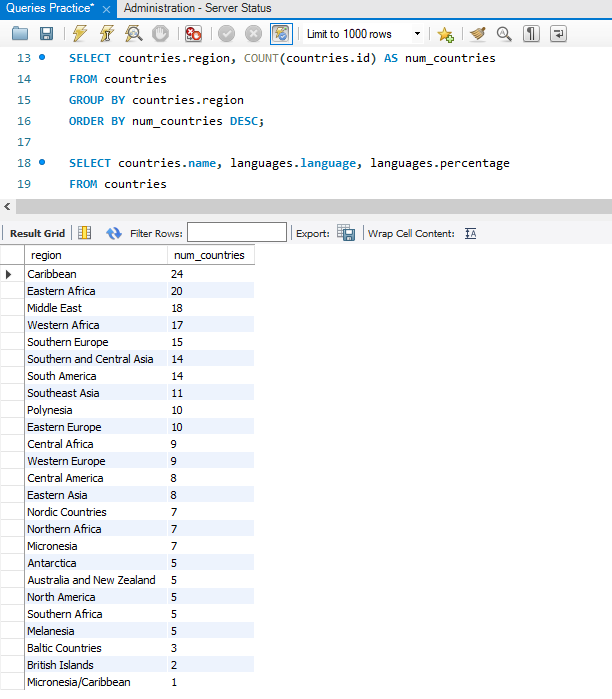 Queries Practice* Administration - Server Status
Limit to 1000 rows
13 SELECT countries.region, COUNT(countries.id) AS num_countries
14 FROM countries
15 GROUP BY countries.region
16 ORDER BY num_countries DESC;
17
18 SELECT countries.name, languages.language, languages.percentage
19 FROM countries
Result Grid Filter Rows: Export: Wrap Cell Content: IA
region num_countries
Caribbean 24
Eastern Africa 20
Middle East 18
Western Africa 17
Southern Europe 15
Southern and Central Asia 14
South America 14
Southeast Asia 11
Polynesia 10
Eastern Europe 10
Central Africa 9
Western Europe 9
Central America 8
Eastern Asia 8
Nordic Countries 7
Northern Africa 7
Micronesia 7
Antarctica 5
Australia and New Zealand 5
North America 5
Southern Africa 5
Melanesia 5
Baltic Countries 3
British Islands 2
Micronesia/Caribbean 1